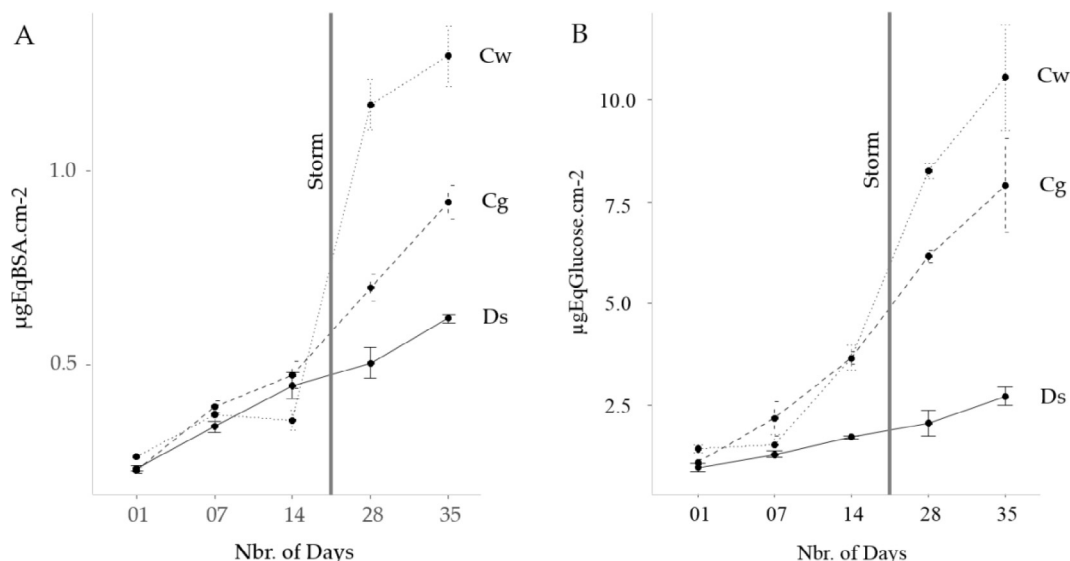 A
µgEqBSA.cm-2
1.0
0.5
Storm
Cw
Cg
Ds
01 07 14 28 35
Nbr. of Days
B
µgEqGlucose.cm-2
10.0
7.5
5.0
2.5
Storm
Cw
Cg
Ds
01 07 14 28 35
Nbr. of Days